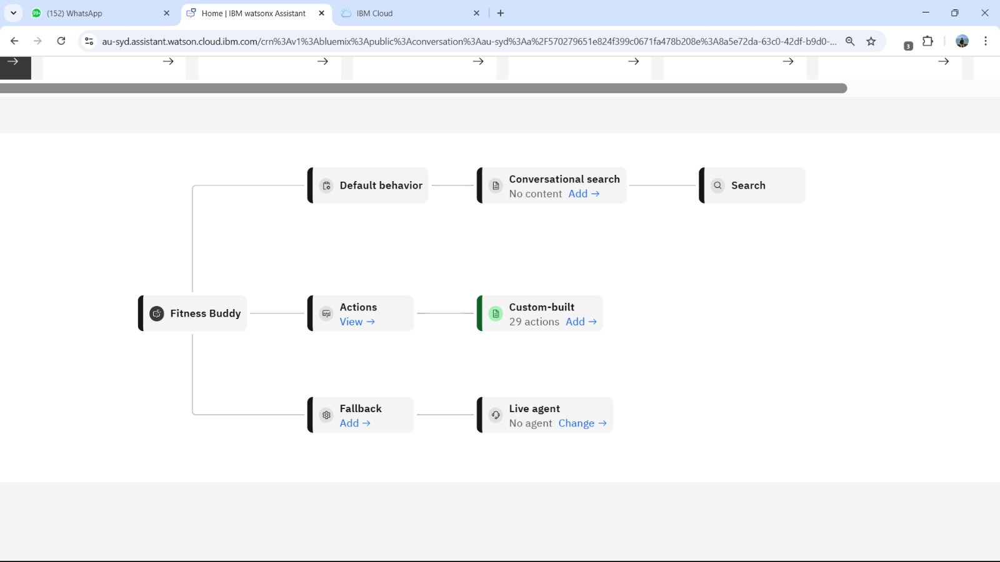 99+
(152) WhatsApp
Home | IBM watsonx Assistant
IBM Cloud
au-syd.assistant.watson.cloud.ibm.com/crn%3Av1%3Abluemix%3Apublic%3Aconversation%3Aau-syd%3Aa%2F570279651e824f399c0671fa478b208e%3A8a5e72da-63c0-42df-b9d0-...
3
Default behavior
Conversational search
No content Add →
Search
Fitness Buddy
Actions
View →
Custom-built
29 actions Add →
Fallback
Add →
Live agent
No agent Change →